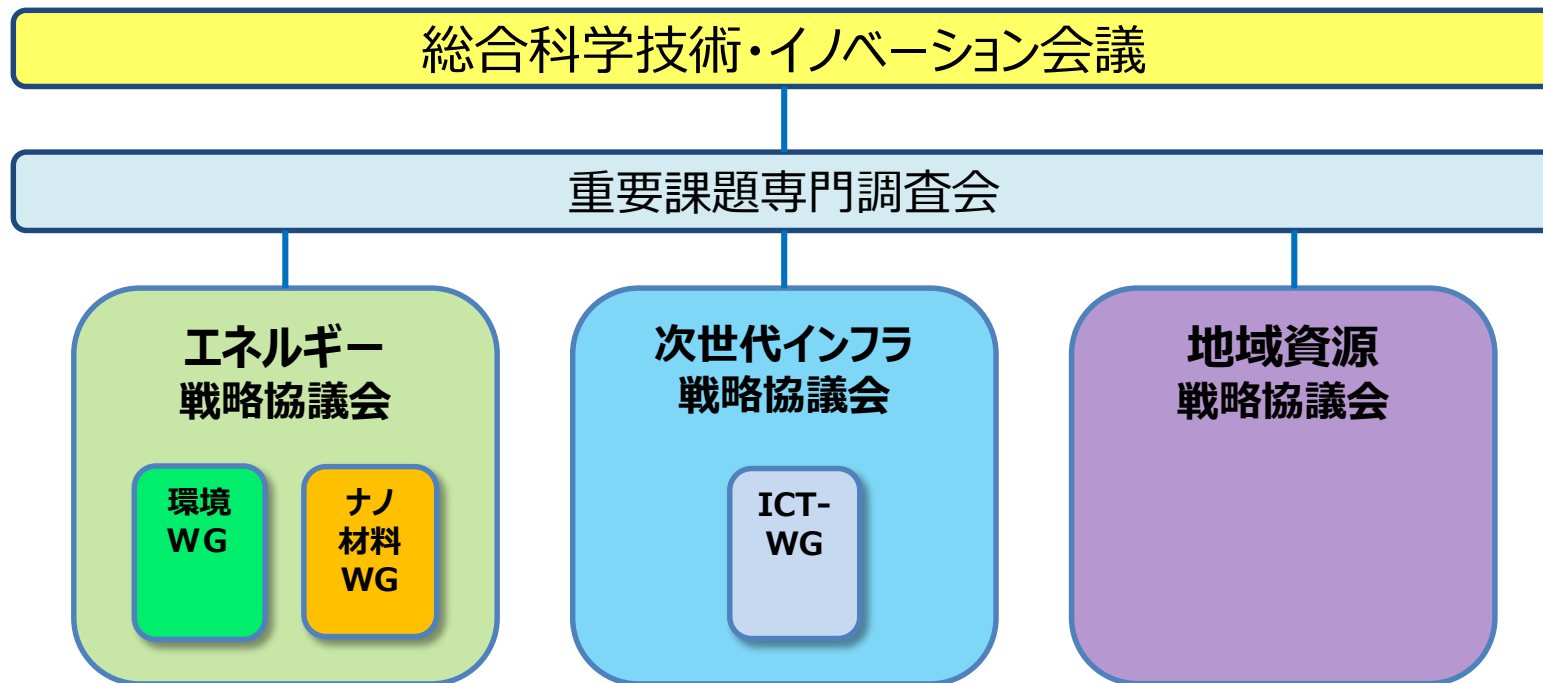 総合科学技術・イノベーション会議
重要課題専門調査会
エネルギー
戦略協議会
環境
WG
ナノ
材料
WG
次世代インフラ
戦略協議会
ICT-
WG
地域資源
戦略協議会